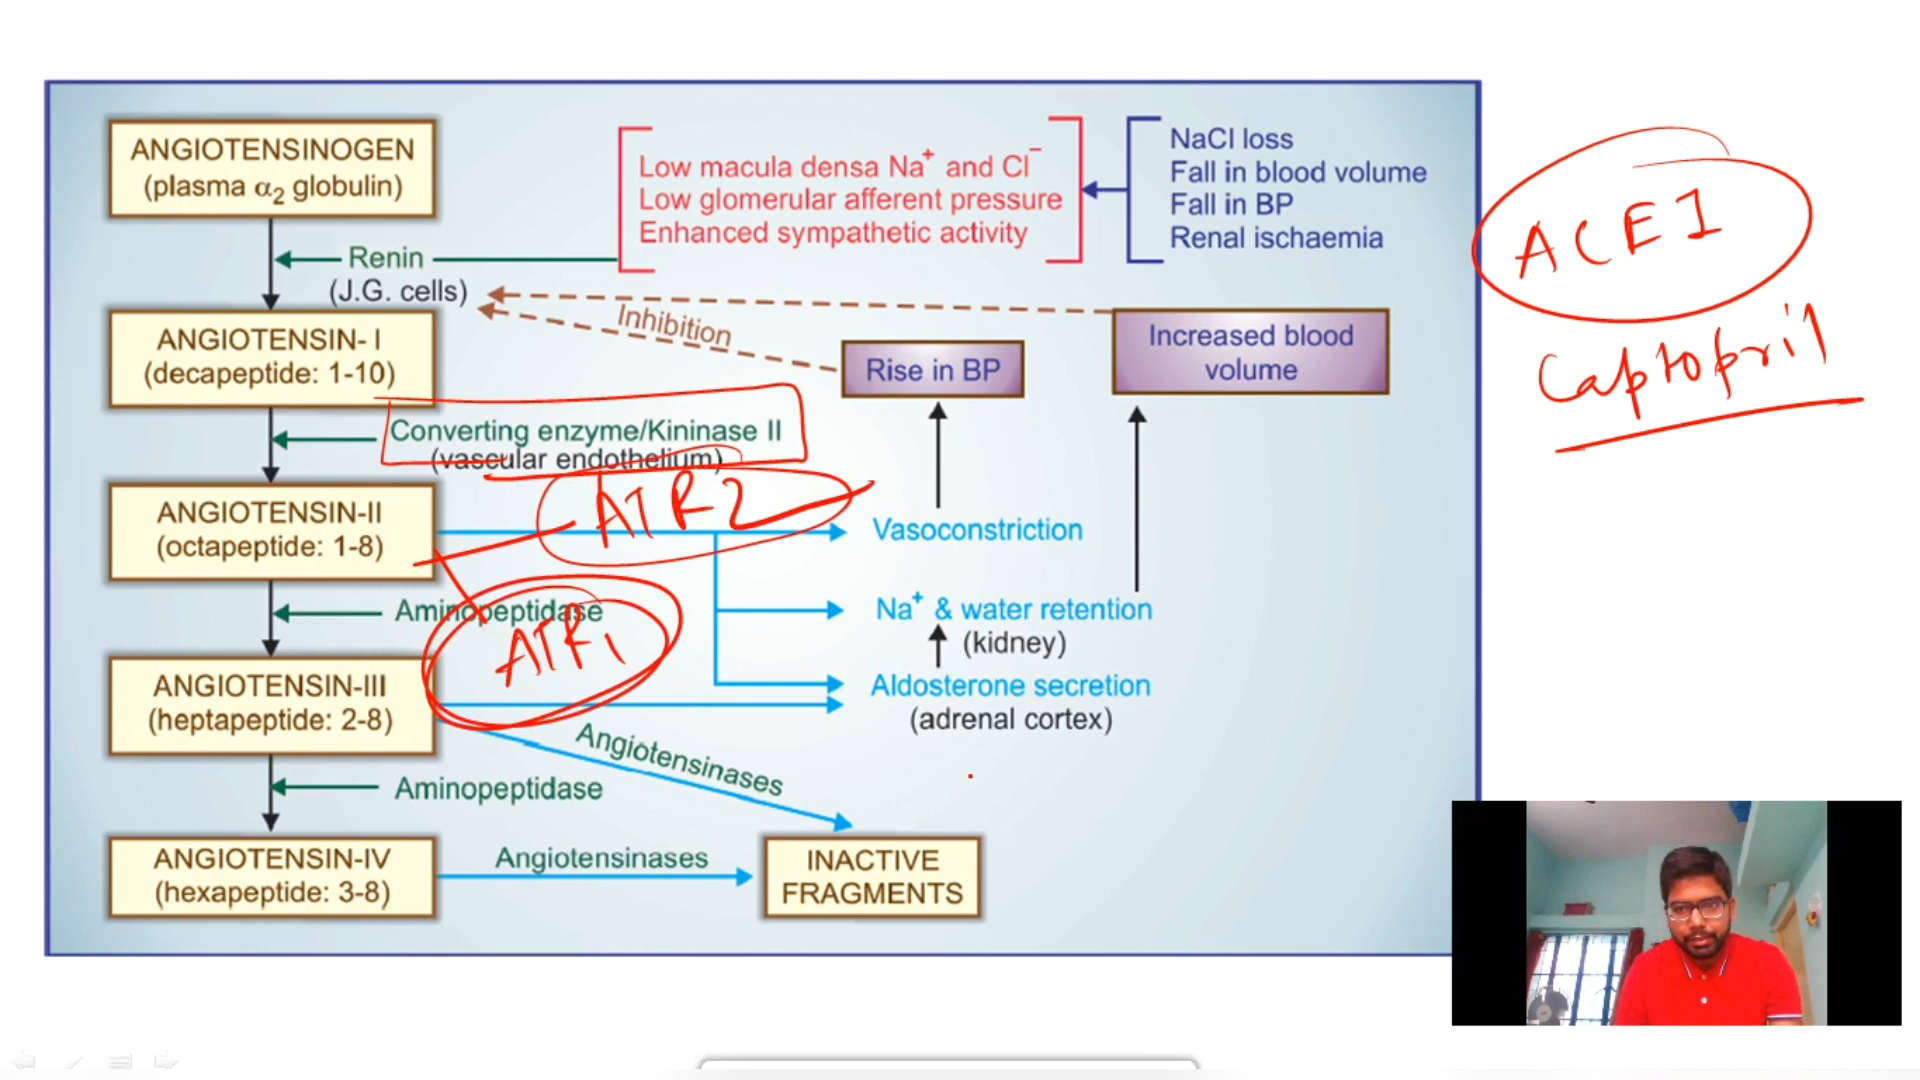 ANGIOTENSINOGEN
(plasma α₂ globulin)
Low macula densa Na⁺ and Cl⁻
Low glomerular afferent pressure
Enhanced sympathetic activity
NaCl loss
Fall in blood volume
Fall in BP
Renal ischaemia
ACEI
Captopril
Renin
(J.G. cells)
Inhibition
ANGIOTENSIN- I
(decapeptide: 1-10)
Rise in BP
Increased blood
volume
Converting enzyme/Kininase II
(vascular endothelium)
ATR2
ANGIOTENSIN-II
(octapeptide: 1-8)
Vasoconstriction
Aminopeptidase
ATR1
Na⁺ & water retention
(kidney)
ANGIOTENSIN-III
(heptapeptide: 2-8)
Aldosterone secretion
(adrenal cortex)
Angiotensinases
Aminopeptidase
ANGIOTENSIN-IV
(hexapeptide: 3-8)
Angiotensinases
INACTIVE
FRAGMENTS